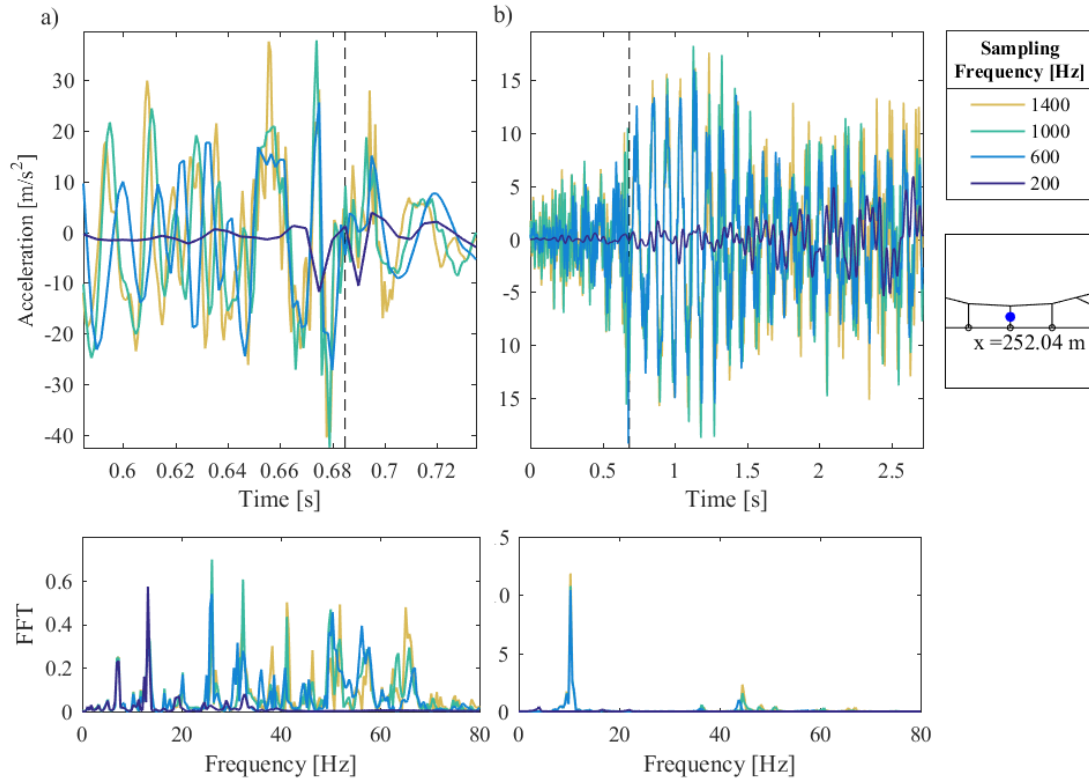 a)
b)
30
20
10
0
-10
-20
-30
-40
Acceleration [m/s²]
0.6 0.62 0.64 0.66 0.68 0.7 0.72
Time [s]
15
10
5
0
-5
10
15
0 0.5 1 1.5 2 2.5
Time [s]
Sampling
Frequency [Hz]
1400
1000
600
200
x =252.04 m
0.6
0.4
0.2
0
FFT
0 20 40 60 80
Frequency [Hz]
5
0
5
0
0 20 40 60 80
Frequency [Hz]